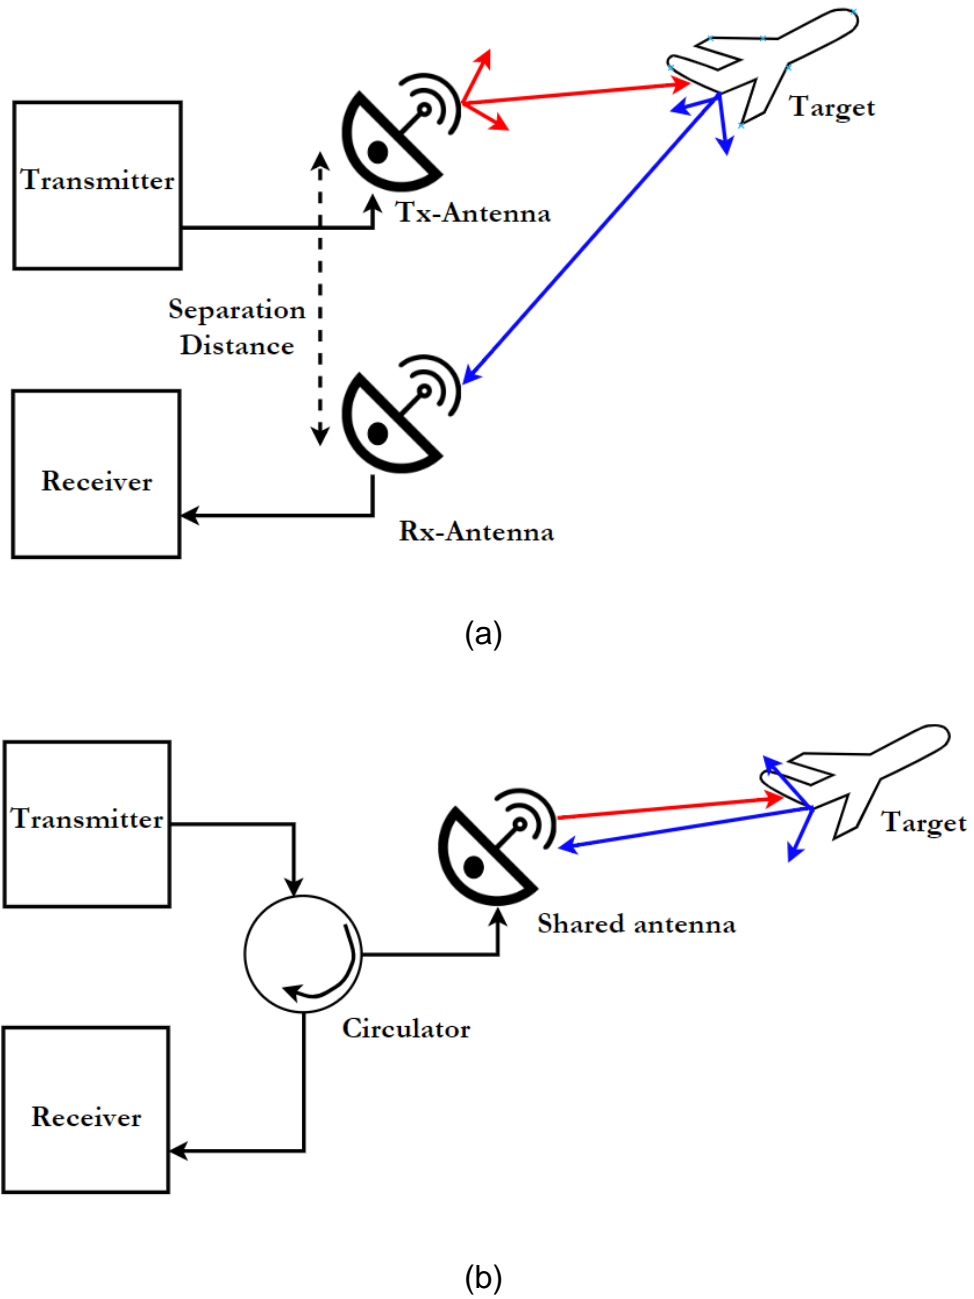 Transmitter
Target
Tx-Antenna
Separation
Distance
Receiver
Rx-Antenna
(a)
Transmitter
Target
Shared antenna
Circulator
Receiver
(b)